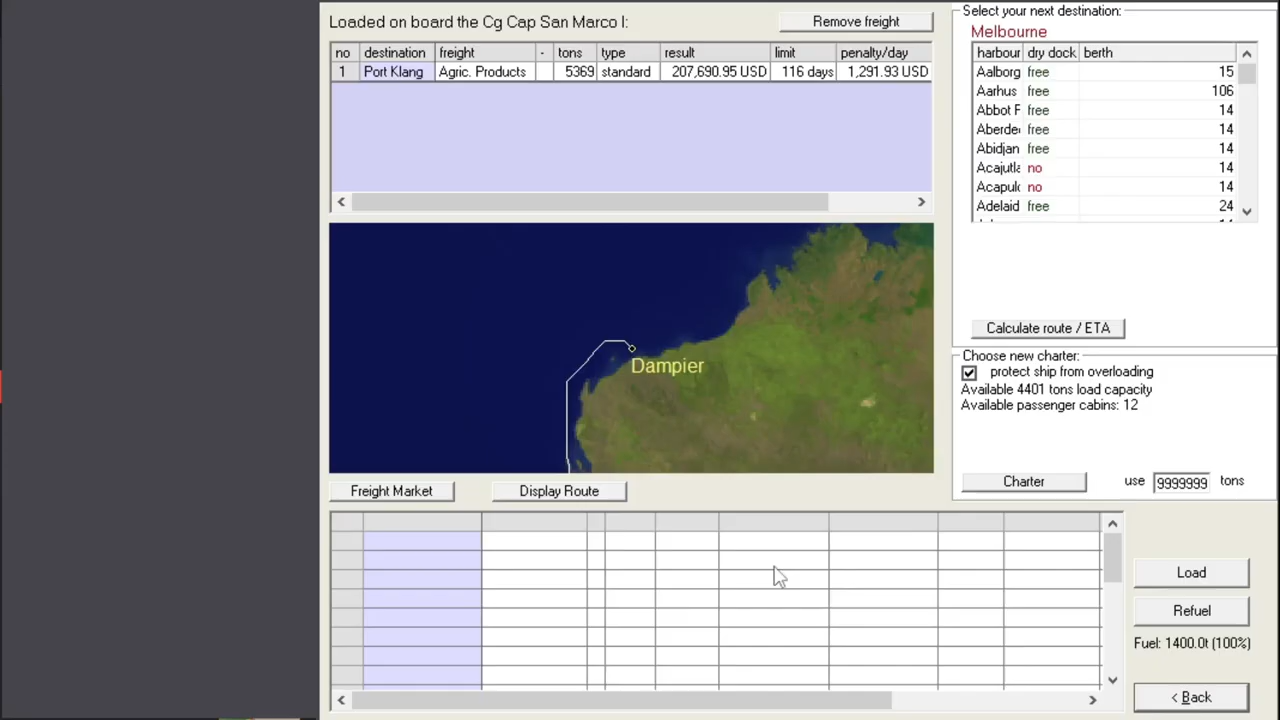 Loaded on board the Cg Cap San Marco I:
Remove freight
no destination freight - tons type result limit penalty/day
1 Port Klang Agric. Products 5369 standard 207,690.95 USD 116 days 1,291.93 USD
Dampier
Freight Market
Display Route
Select your next destination:
Melbourne
harbour dry dock berth
Aalborg free 15
Aarhus free 106
Abbot F free 14
Aberde free 14
Abidjan free 14
Acajutla no 14
Acapulc no 14
Adelaid free 24
Calculate route / ETA
Choose new charter:
protect ship from overloading
Available 4401 tons load capacity
Available passenger cabins: 12
Charter use 9999999 tons
Load
Refuel
Fuel: 1400.0t (100%)
< Back